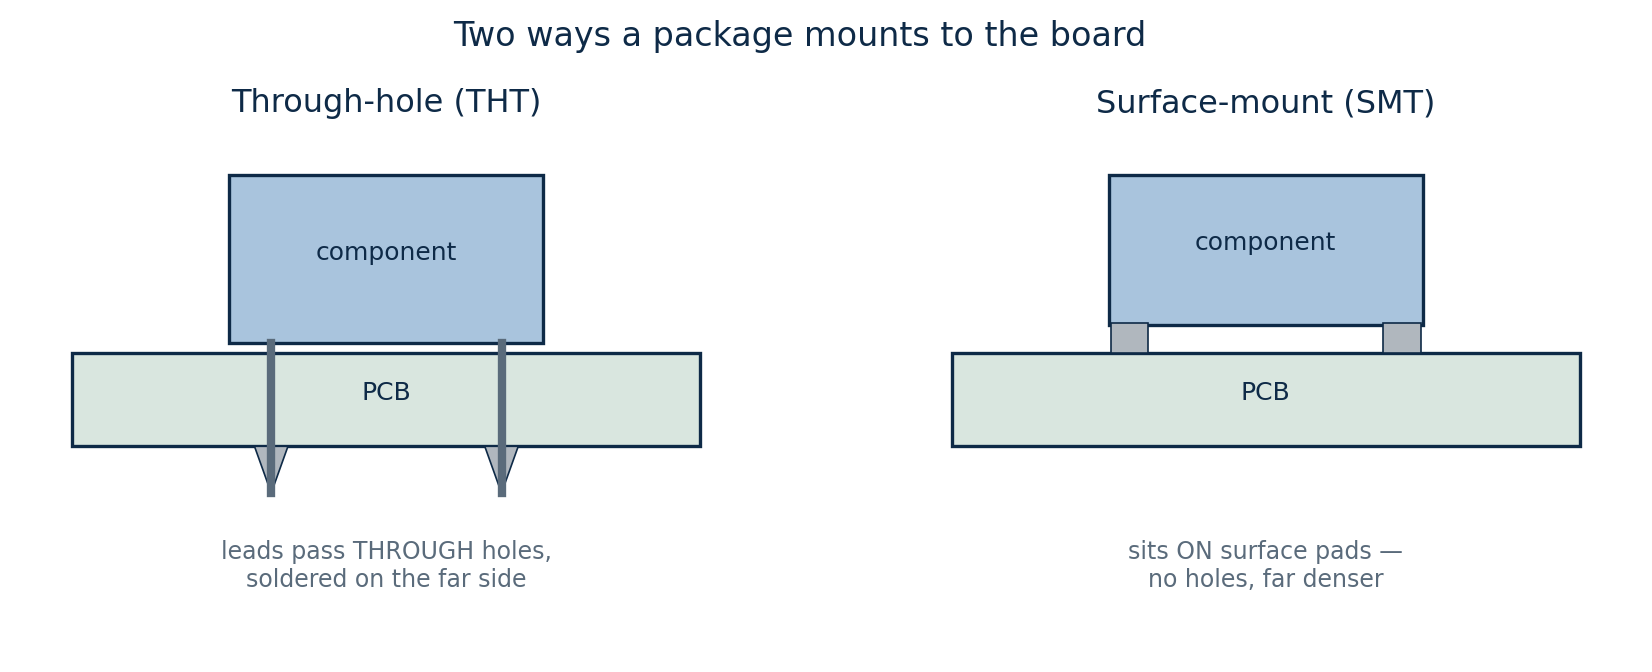 Two ways a package mounts to the board
Through-hole (THT)
component
PCB
leads pass THROUGH holes,
soldered on the far side
Surface-mount (SMT)
component
PCB
sits ON surface pads —
no holes, far denser